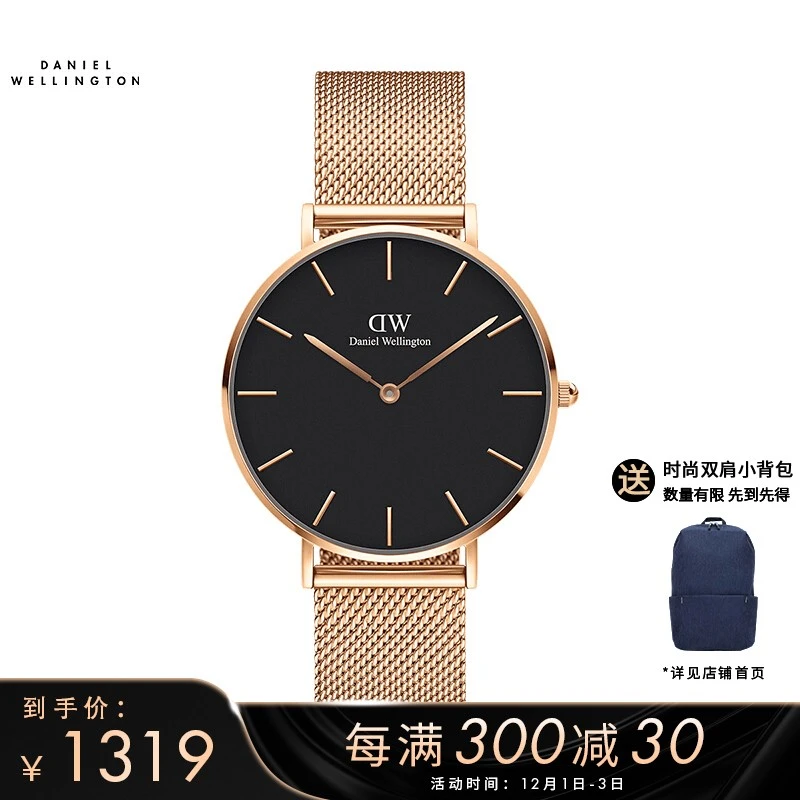 DANIEL
WELLINGTON
DW
Daniel Wellington
送
时尚双肩小背包
数量有限 先到先得
*详见店铺首页
到手价：
￥1319
每满300减30
活动时间：12月1日-3日